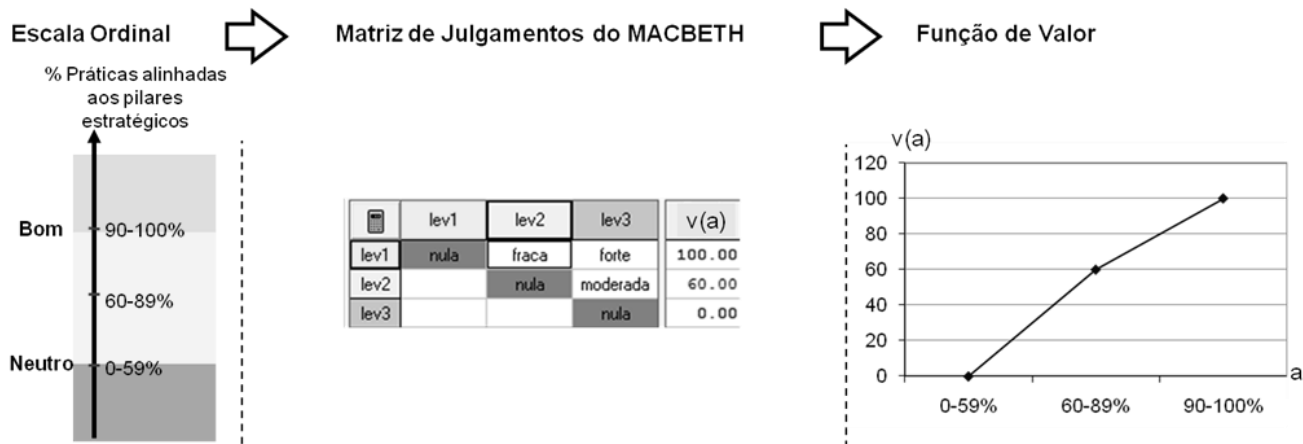 Escala Ordinal
Matriz de Julgamentos do MACBETH
Função de Valor
% Práticas alinhadas
aos pilares
estratégicos
Bom
90-100%
60-89%
Neutro
0-59%
lev1 lev2 lev3 v(a)
lev1 nula fraca forte 100.00
lev2 nula moderada 60.00
lev3 nula 0.00
v(a)
120
100
80
60
40
20
0
a
0-59% 60-89% 90-100%